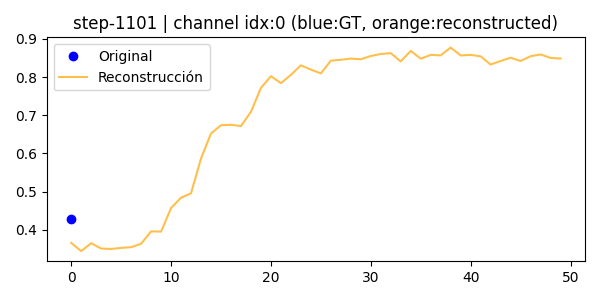 step-1101 | channel idx:0 (blue:GT, orange:reconstructed)
Original
Reconstrucción
0.9
0.8
0.7
0.6
0.5
0.4
0 10 20 30 40 50